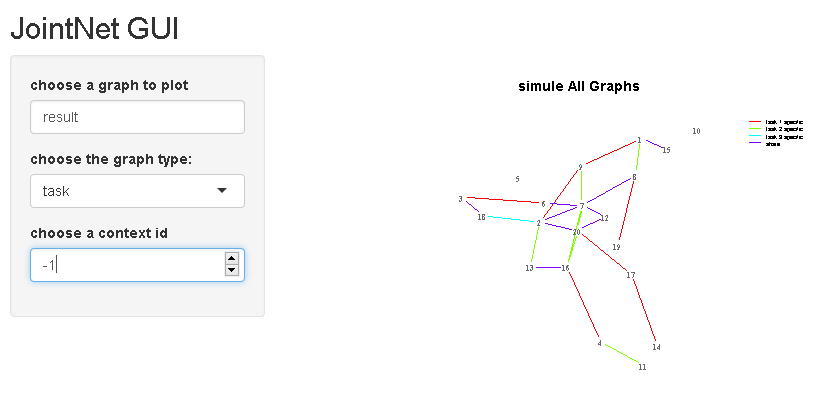 JointNet GUI
choose a graph to plot
result
choose the graph type:
task
choose a context id
-1
simule All Graphs
task 1 specific
task 2 specific
task 3 specific
share
1
10
15
9
8
5
3
6
7
18
2
12
20
19
13
16
17
4
14
11